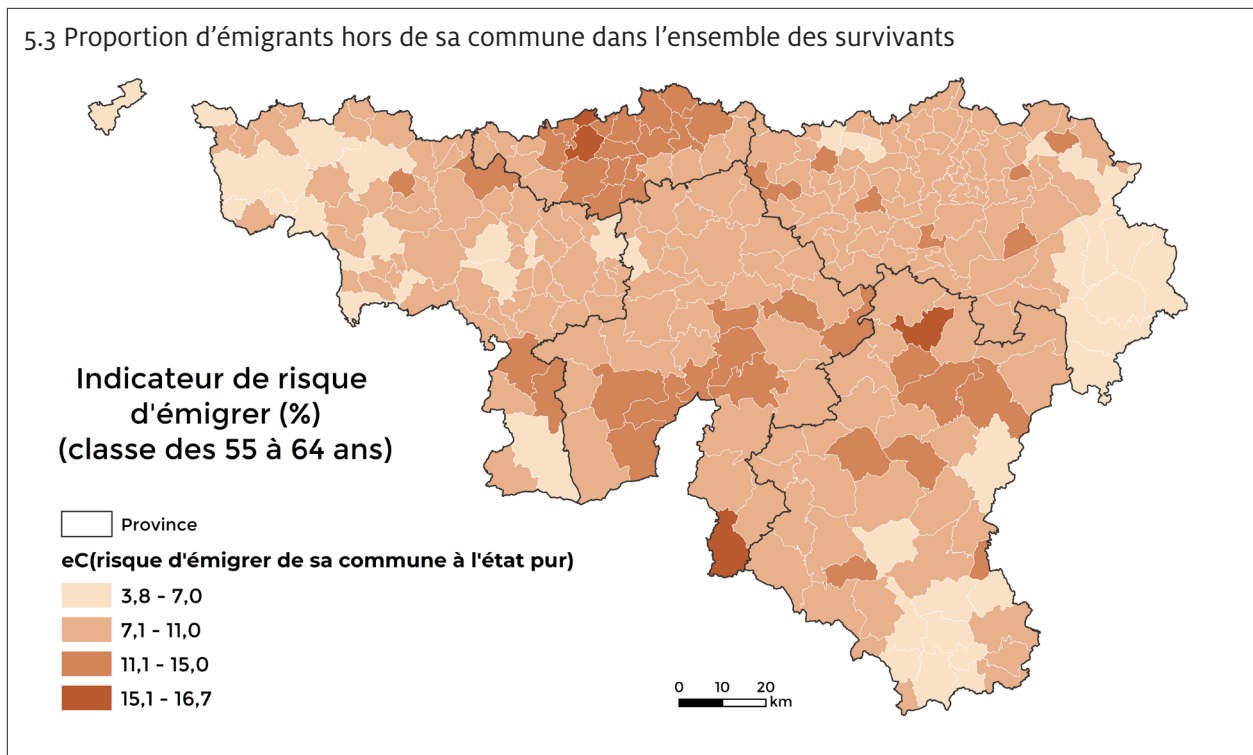 5.3 Proportion d’émigrants hors de sa commune dans l’ensemble des survivants
Indicateur de risque
d'émigrer (%)
(classe des 55 à 64 ans)
Province
eC(risque d'émigrer de sa commune à l'état pur)
3,8 - 7,0
7,1 - 11,0
11,1 - 15,0
15,1 - 16,7
0 10 20
km